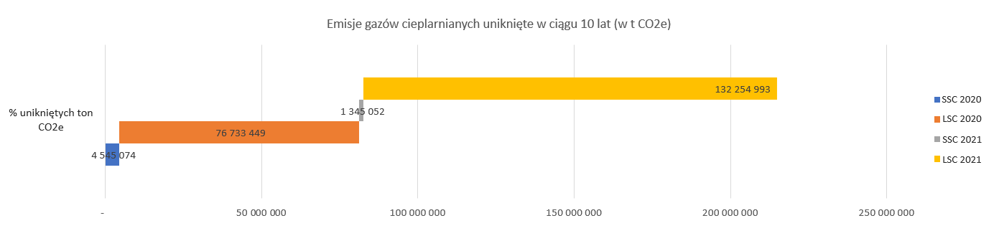 Emisje gazów cieplarnianych uniknięte w ciągu 10 lat (w t CO2e)
132 254 993
1 345 052
76 733 449
4 545 074
% unikniętych ton
CO2e
SSC 2020
LSC 2020
SSC 2021
LSC 2021
- 50 000 000 100 000 000 150 000 000 200 000 000 250 000 000